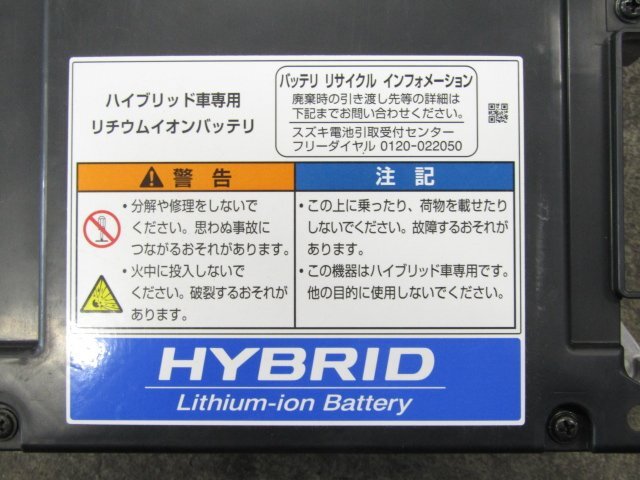 ハイブリッド車専用
リチウムイオンバッテリ
バッテリ リサイクル インフォメーション
廃棄時の引き渡し先等の詳細は
下記までお問い合わせください。
スズキ電池引取受付センター
フリーダイヤル 0120-022050
警告
・分解や修理をしないで
ください。思わぬ事故に
つながるおそれがあります。
・火中に投入しないで
ください。破裂するおそれが
あります。
注記
・この上に乗ったり、荷物を載せたり
しないでください。故障するおそれが
あります。
・この機器はハイブリッド車専用です。
他の目的に使用しないでください。
HYBRID
Lithium-ion Battery